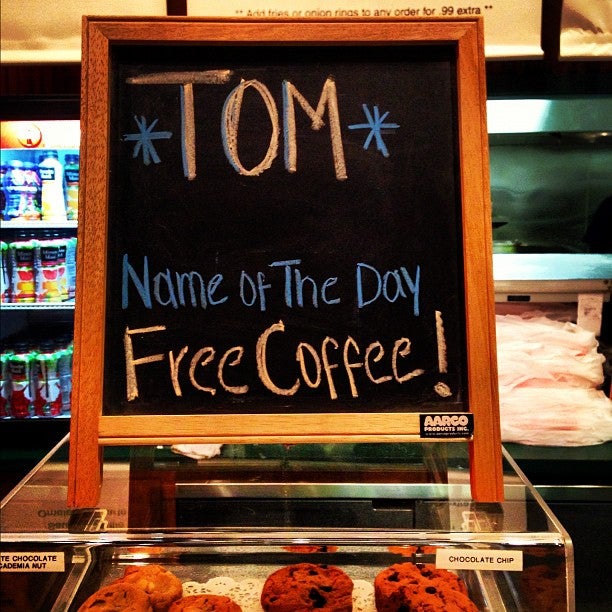 ** Add fries or onion rings to any order for .99 extra **
*TOM*
Name of The Day
Free Coffee!
AARCO
PRODUCTS INC.
TE CHOCOLATE
CADEMIA NUT
CHOCOLATE CHIP